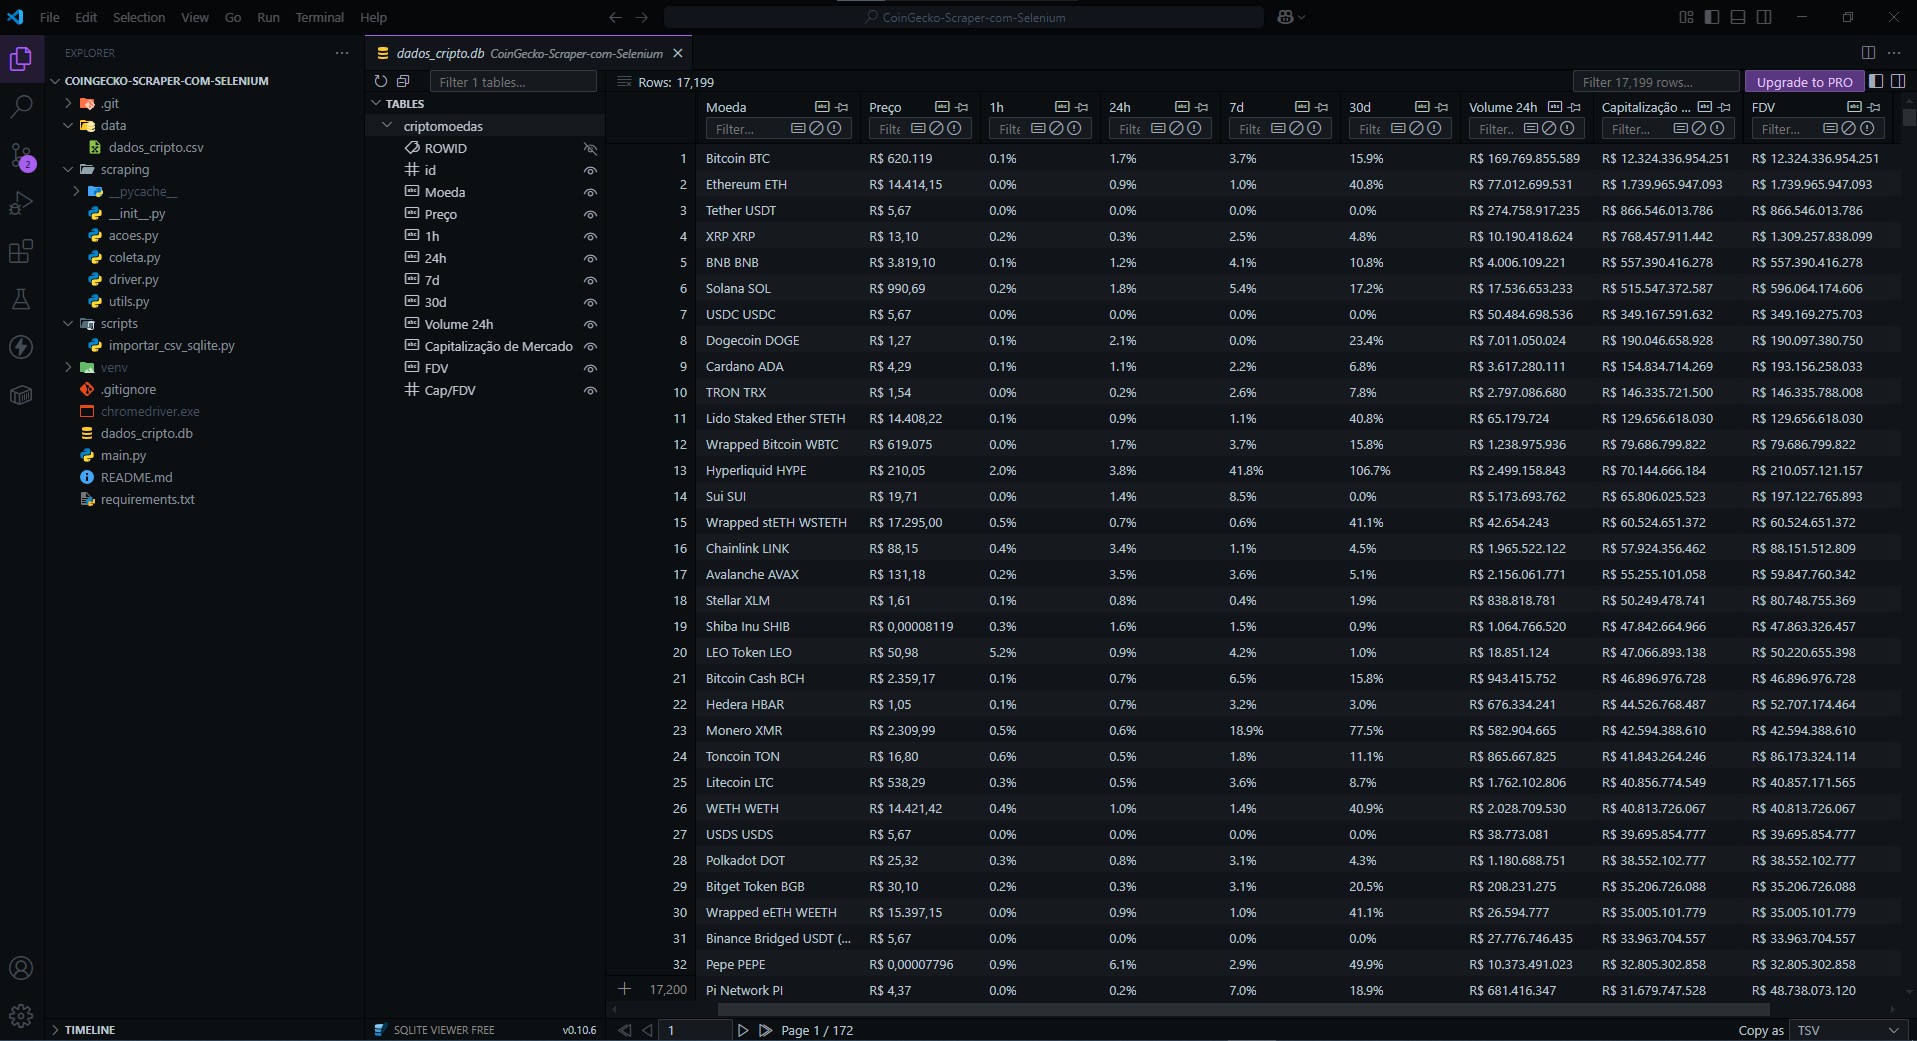 File Edit Selection View Go Run Terminal Help
CoinGecko-Scraper-com-Selenium
EXPLORER
COINGECKO-SCRAPER-COM-SELENIUM
.git
data
dados_cripto.csv
scraping
__pycache__
__init__.py
acoes.py
coleta.py
driver.py
utils.py
scripts
importar_csv_sqlite.py
venv
.gitignore
chromedriver.exe
dados_cripto.db
main.py
README.md
requirements.txt
2
TIMELINE
dados_cripto.db CoinGecko-Scraper-com-Selenium
Filter 1 tables...
TABLES
criptomoedas
ROWID
id
Moeda
Preço
1h
24h
7d
30d
Volume 24h
Capitalização de Mercado
FDV
Cap/FDV
SQLITE VIEWER FREE v0.10.6
Rows: 17,199
Filter 17,199 rows...
Upgrade to PRO
Moeda Preço 1h 24h 7d 30d Volume 24h Capitalização ... FDV
Filter... Filte Filte Filte Filte Filte Filter.. Filter... Filter...
1 Bitcoin BTC R$ 620.119 0.1% 1.7% 3.7% 15.9% R$ 169.769.855.589 R$ 12.324.336.954.251 R$ 12.324.336.954.251
2 Ethereum ETH R$ 14.414,15 0.0% 0.9% 1.0% 40.8% R$ 77.012.699.531 R$ 1.739.965.947.093 R$ 1.739.965.947.093
3 Tether USDT R$ 5,67 0.0% 0.0% 0.0% 0.0% R$ 274.758.917.235 R$ 866.546.013.786 R$ 866.546.013.786
4 XRP XRP R$ 13,10 0.2% 0.3% 2.5% 4.8% R$ 10.190.418.624 R$ 768.457.911.442 R$ 1.309.257.838.099
5 BNB BNB R$ 3.819,10 0.1% 1.2% 4.1% 10.8% R$ 4.006.109.221 R$ 557.390.416.278 R$ 557.390.416.278
6 Solana SOL R$ 990,69 0.2% 1.8% 5.4% 17.2% R$ 17.536.653.233 R$ 515.547.372.587 R$ 596.064.174.606
7 USDC USDC R$ 5,67 0.0% 0.0% 0.0% 0.0% R$ 50.484.698.536 R$ 349.167.591.632 R$ 349.169.275.703
8 Dogecoin DOGE R$ 1,27 0.1% 2.1% 0.0% 23.4% R$ 7.011.050.024 R$ 190.046.658.928 R$ 190.097.380.750
9 Cardano ADA R$ 4,29 0.1% 1.1% 2.2% 6.8% R$ 3.617.280.111 R$ 154.834.714.269 R$ 193.156.258.033
10 TRON TRX R$ 1,54 0.0% 0.2% 2.6% 7.8% R$ 2.797.086.680 R$ 146.335.721.500 R$ 146.335.788.008
11 Lido Staked Ether STETH R$ 14.408,22 0.1% 0.9% 1.1% 40.8% R$ 65.179.724 R$ 129.656.618.030 R$ 129.656.618.030
12 Wrapped Bitcoin WBTC R$ 619.075 0.0% 1.7% 3.7% 15.8% R$ 1.238.975.936 R$ 79.686.799.822 R$ 79.686.799.822
13 Hyperliquid HYPE R$ 210,05 2.0% 3.8% 41.8% 106.7% R$ 2.499.158.843 R$ 70.144.666.184 R$ 210.057.121.157
14 Sui SUI R$ 19,71 0.0% 1.4% 8.5% 0.0% R$ 5.173.693.762 R$ 65.806.025.523 R$ 197.122.765.893
15 Wrapped stETH WSTETH R$ 17.295,00 0.5% 0.7% 0.6% 41.1% R$ 42.654.243 R$ 60.524.651.372 R$ 60.524.651.372
16 Chainlink LINK R$ 88,15 0.4% 3.4% 1.1% 4.5% R$ 1.965.522.122 R$ 57.924.356.462 R$ 88.151.512.809
17 Avalanche AVAX R$ 131,18 0.2% 3.5% 3.6% 5.1% R$ 2.156.061.771 R$ 55.255.101.058 R$ 59.847.760.342
18 Stellar XLM R$ 1,61 0.1% 0.8% 0.4% 1.9% R$ 838.818.781 R$ 50.249.478.741 R$ 80.748.755.369
19 Shiba Inu SHIB R$ 0,00008119 0.3% 1.6% 1.5% 0.9% R$ 1.064.766.520 R$ 47.842.664.966 R$ 47.863.326.457
20 LEO Token LEO R$ 50,98 5.2% 0.9% 4.2% 1.0% R$ 18.851.124 R$ 47.066.893.138 R$ 50.220.655.398
21 Bitcoin Cash BCH R$ 2.359,17 0.1% 0.7% 6.5% 15.8% R$ 943.415.752 R$ 46.896.976.728 R$ 46.896.976.728
22 Hedera HBAR R$ 1,05 0.1% 0.7% 3.2% 3.0% R$ 676.334.241 R$ 44.526.768.487 R$ 52.707.174.464
23 Monero XMR R$ 2.309,99 0.5% 0.6% 18.9% 77.5% R$ 582.904.665 R$ 42.594.388.610 R$ 42.594.388.610
24 Toncoin TON R$ 16,80 0.6% 0.5% 1.8% 11.1% R$ 865.667.825 R$ 41.843.264.246 R$ 86.173.324.114
25 Litecoin LTC R$ 538,29 0.3% 0.5% 3.6% 8.7% R$ 1.762.102.806 R$ 40.856.774.549 R$ 40.857.171.565
26 WETH WETH R$ 14.421,42 0.4% 1.0% 1.4% 40.9% R$ 2.028.709.530 R$ 40.813.726.067 R$ 40.813.726.067
27 USDS USDS R$ 5,67 0.0% 0.0% 0.0% 0.0% R$ 38.773.081 R$ 39.695.854.777 R$ 39.695.854.777
28 Polkadot DOT R$ 25,32 0.3% 0.8% 3.1% 4.3% R$ 1.180.688.751 R$ 38.552.102.777 R$ 38.552.102.777
29 Bitget Token BGB R$ 30,10 0.2% 0.3% 3.1% 20.5% R$ 208.231.275 R$ 35.206.726.088 R$ 35.206.726.088
30 Wrapped eETH WEETH R$ 15.397,15 0.0% 0.9% 1.0% 41.1% R$ 26.594.777 R$ 35.005.101.779 R$ 35.005.101.779
31 Binance Bridged USDT (... R$ 5,67 0.0% 0.0% 0.0% 0.0% R$ 27.776.746.435 R$ 33.963.704.557 R$ 33.963.704.557
32 Pepe PEPE R$ 0,00007796 0.9% 6.1% 2.9% 49.9% R$ 10.373.491.023 R$ 32.805.302.858 R$ 32.805.302.858
17,200 Pi Network PI R$ 4,37 0.0% 0.2% 7.0% 18.9% R$ 681.416.347 R$ 31.679.747.528 R$ 48.738.073.120
1 Page 1 / 172
Copy as TSV